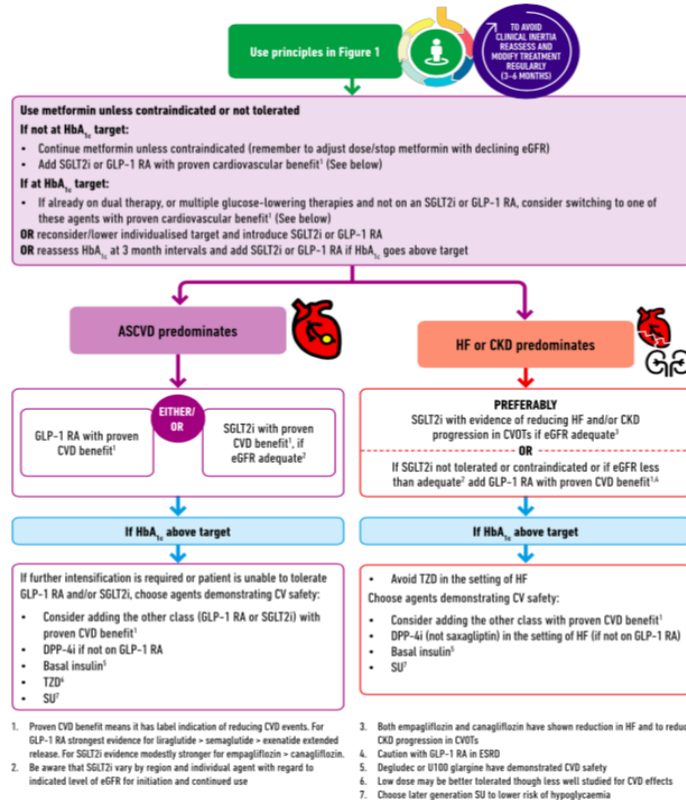 Use principles in Figure 1
TO AVOID
CLINICAL INERTIA
REASSESS AND
MODIFY TREATMENT
REGULARLY
(3–6 MONTHS)
Use metformin unless contraindicated or not tolerated
If not at HbA1c target:
• Continue metformin unless contraindicated (remember to adjust dose/stop metformin with declining eGFR)
• Add SGLT2i or GLP-1 RA with proven cardiovascular benefit¹ (See below)
If at HbA1c target:
• If already on dual therapy, or multiple glucose-lowering therapies and not on an SGLT2i or GLP-1 RA, consider switching to one of
these agents with proven cardiovascular benefit¹ (See below)
OR reconsider/lower individualised target and introduce SGLT2i or GLP-1 RA
OR reassess HbA1c at 3 month intervals and add SGLT2i or GLP-1 RA if HbA1c goes above target
ASCVD predominates
EITHER/
OR
GLP-1 RA with proven
CVD benefit¹
SGLT2i with proven
CVD benefit¹, if
eGFR adequate²
If HbA1c above target
If further intensification is required or patient is unable to tolerate
GLP-1 RA and/or SGLT2i, choose agents demonstrating CV safety:
• Consider adding the other class (GLP-1 RA or SGLT2i) with
proven CVD benefit¹
• DPP-4i if not on GLP-1 RA
• Basal insulin⁵
• TZD⁶
• SU⁷
HF or CKD predominates
PREFERABLY
SGLT2i with evidence of reducing HF and/or CKD
progression in CVOTs if eGFR adequate³
OR
If SGLT2i not tolerated or contraindicated or if eGFR less
than adequate² add GLP-1 RA with proven CVD benefit¹,⁴
If HbA1c above target
• Avoid TZD in the setting of HF
Choose agents demonstrating CV safety:
• Consider adding the other class with proven CVD benefit¹
• DPP-4i (not saxagliptin) in the setting of HF (if not on GLP-1 RA)
• Basal insulin⁵
• SU⁷
1. Proven CVD benefit means it has label indication of reducing CVD events. For
GLP-1 RA strongest evidence for liraglutide > semaglutide > exenatide extended
release. For SGLT2i evidence modestly stronger for empagliflozin > canagliflozin.
2. Be aware that SGLT2i vary by region and individual agent with regard to
indicated level of eGFR for initiation and continued use
3. Both empagliflozin and canagliflozin have shown reduction in HF and to reduc
CKD progression in CVOTs
4. Caution with GLP-1 RA in ESRD
5. Degludec or U100 glargine have demonstrated CVD safety
6. Low dose may be better tolerated though less well studied for CVD effects
7. Choose later generation SU to lower risk of hypoglycaemia